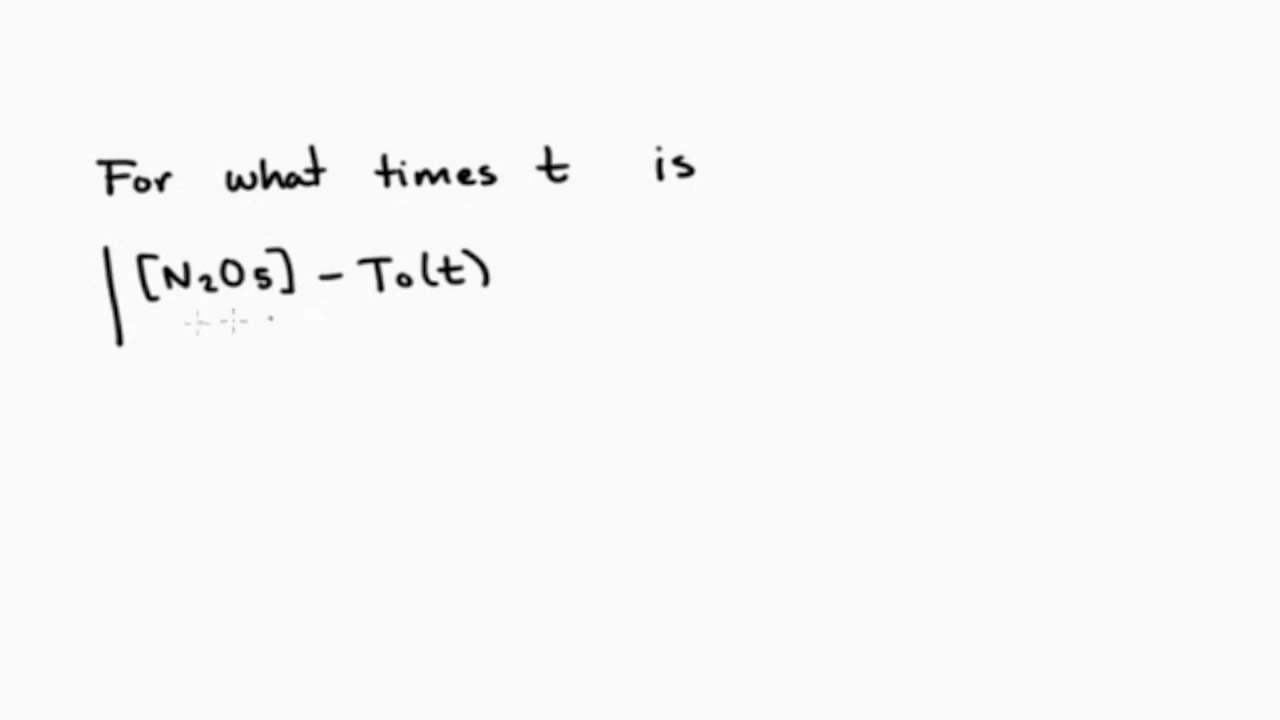 For what times t is
|[N₂O₅] - T₀(t)